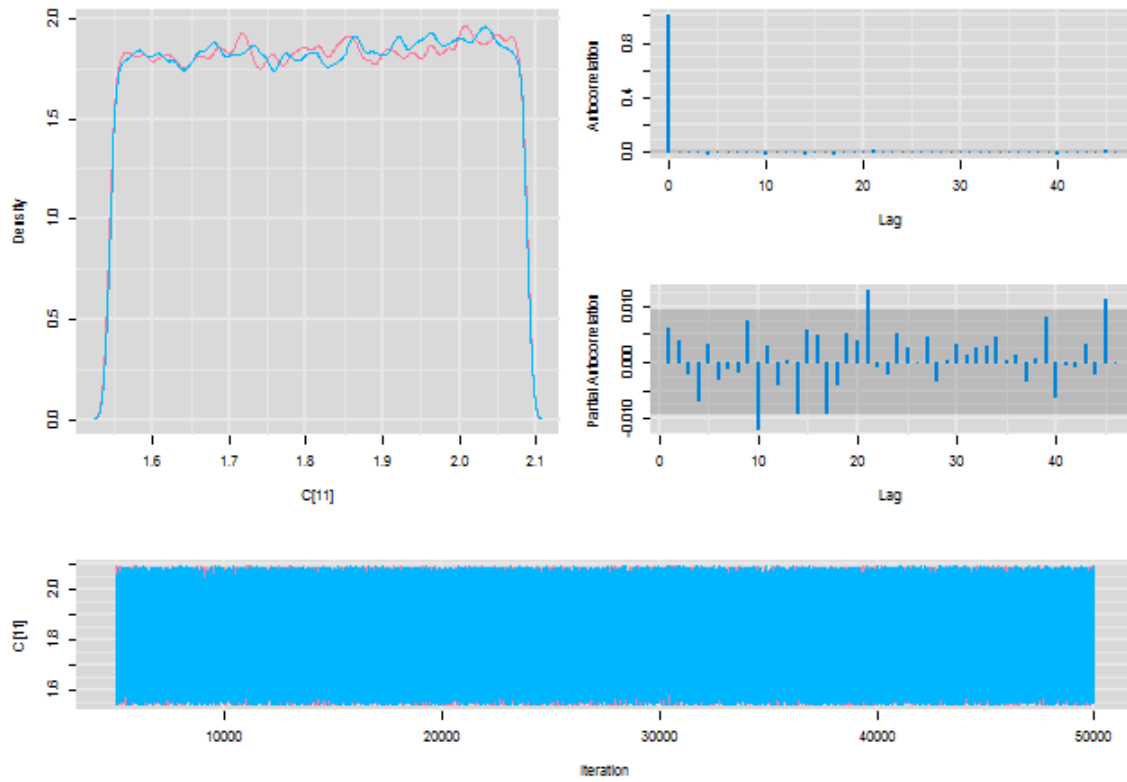 Density
2.0
1.5
1.0
0.5
0.0
1.6 1.7 1.8 1.9 2.0 2.1
C[11]
Autocorrelation
0.8
0.4
0.0
0 10 20 30 40
Lag
Partial Autocorrelation
0.010
0.000
-0.010
0 10 20 30 40
Lag
C[11]
2.0
1.8
1.6
10000 20000 30000 40000 50000
Iteration